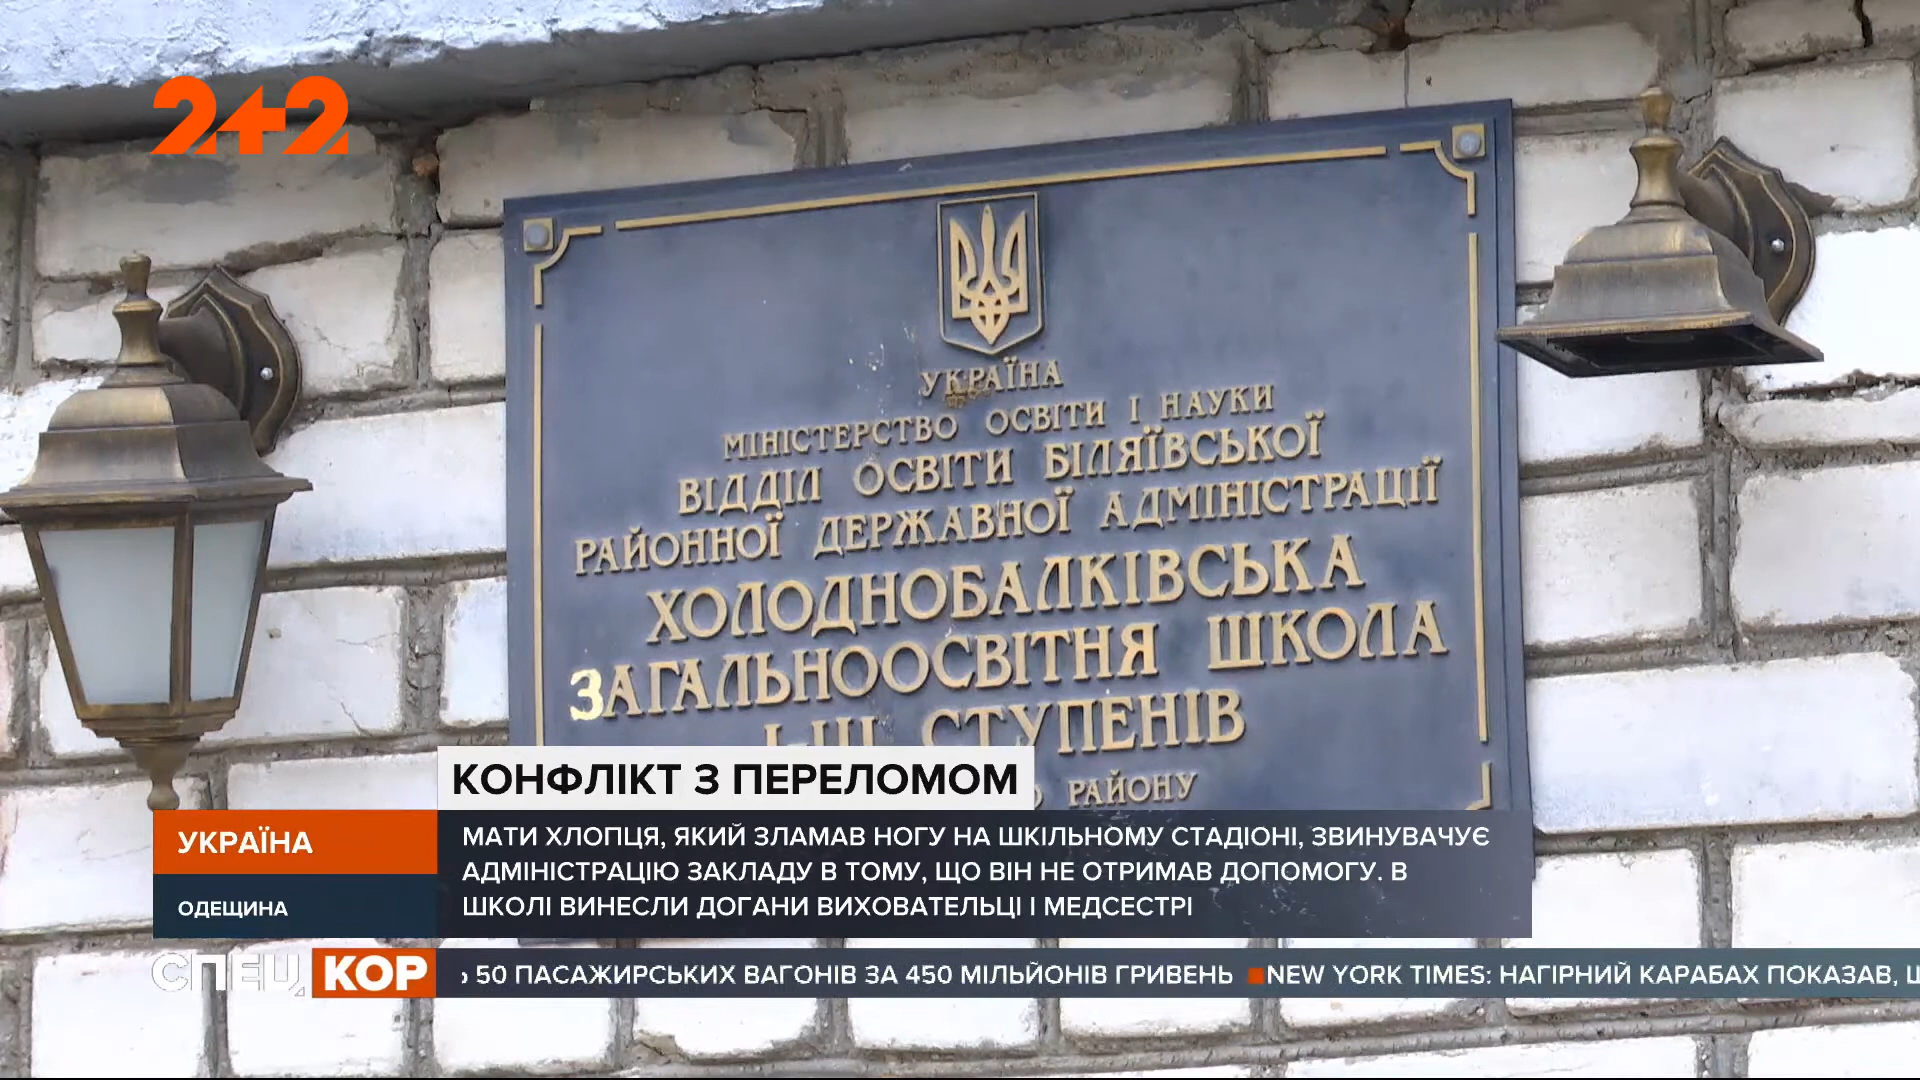 2+2
УКРАЇНА
МІНІСТЕРСТВО ОСВІТИ І НАУКИ
ВІДДІЛ ОСВІТИ БІЛЯЇВСЬКОЇ
РАЙОННОЇ ДЕРЖАВНОЇ АДМІНІСТРАЦІЇ
ХОЛОДНОБАЛКІВСЬКА
ЗАГАЛЬНООСВІТНЯ ШКОЛА
І-ІІІ СТУПЕНІВ
РАЙОНУ
КОНФЛІКТ З ПЕРЕЛОМОМ
УКРАЇНА
ОДЕЩИНА
МАТИ ХЛОПЦЯ, ЯКИЙ ЗЛАМАВ НОГУ НА ШКІЛЬНОМУ СТАДІОНІ, ЗВИНУВАЧУЄ
АДМІНІСТРАЦІЮ ЗАКЛАДУ В ТОМУ, ЩО ВІН НЕ ОТРИМАВ ДОПОМОГУ. В
ШКОЛІ ВИНЕСЛИ ДОГАНИ ВИХОВАТЕЛЬЦІ І МЕДСЕСТРІ
СПЕЦКОР
50 ПАСАЖИРСЬКИХ ВАГОНІВ ЗА 450 МІЛЬЙОНІВ ГРИВЕНЬ NEW YORK TIMES: НАГІРНИЙ КАРАБАХ ПОКАЗАВ,